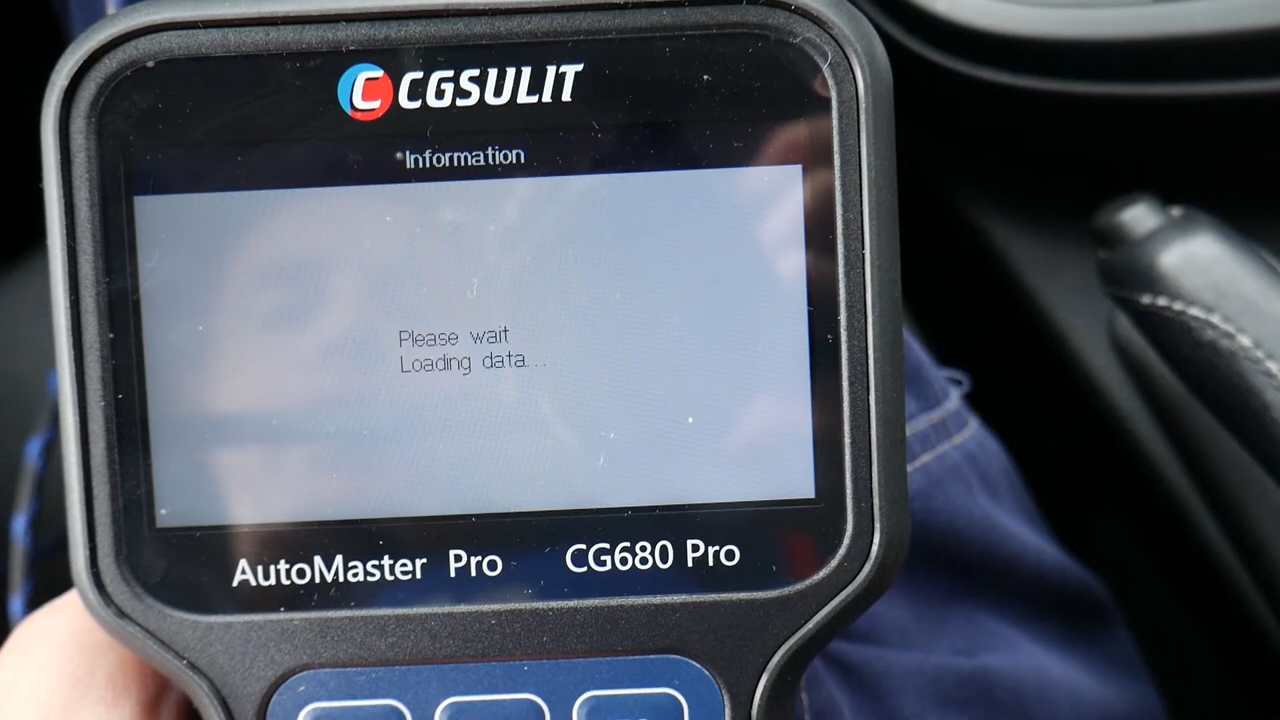 CGSULIT
Information
Please wait
Loading data...
AutoMaster Pro CG680 Pro